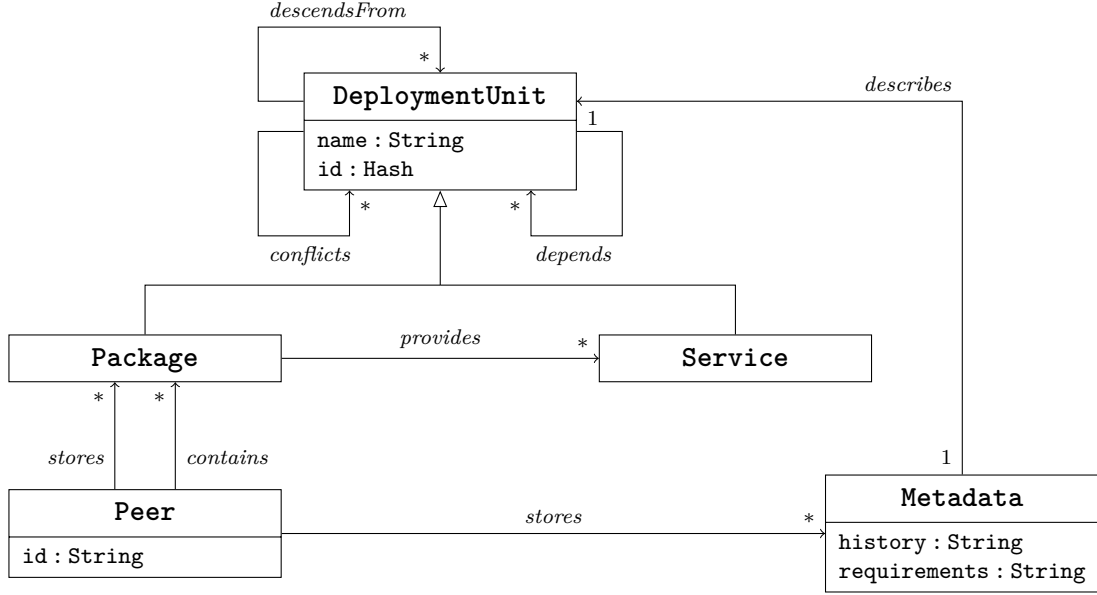 descendsFrom
*
DeploymentUnit
describes
name : String
1
id : Hash
*
*
conflicts
depends
Package
provides
*
Service
*
*
stores
contains
1
Peer
stores
*
Metadata
id : String
history : String
requirements : String